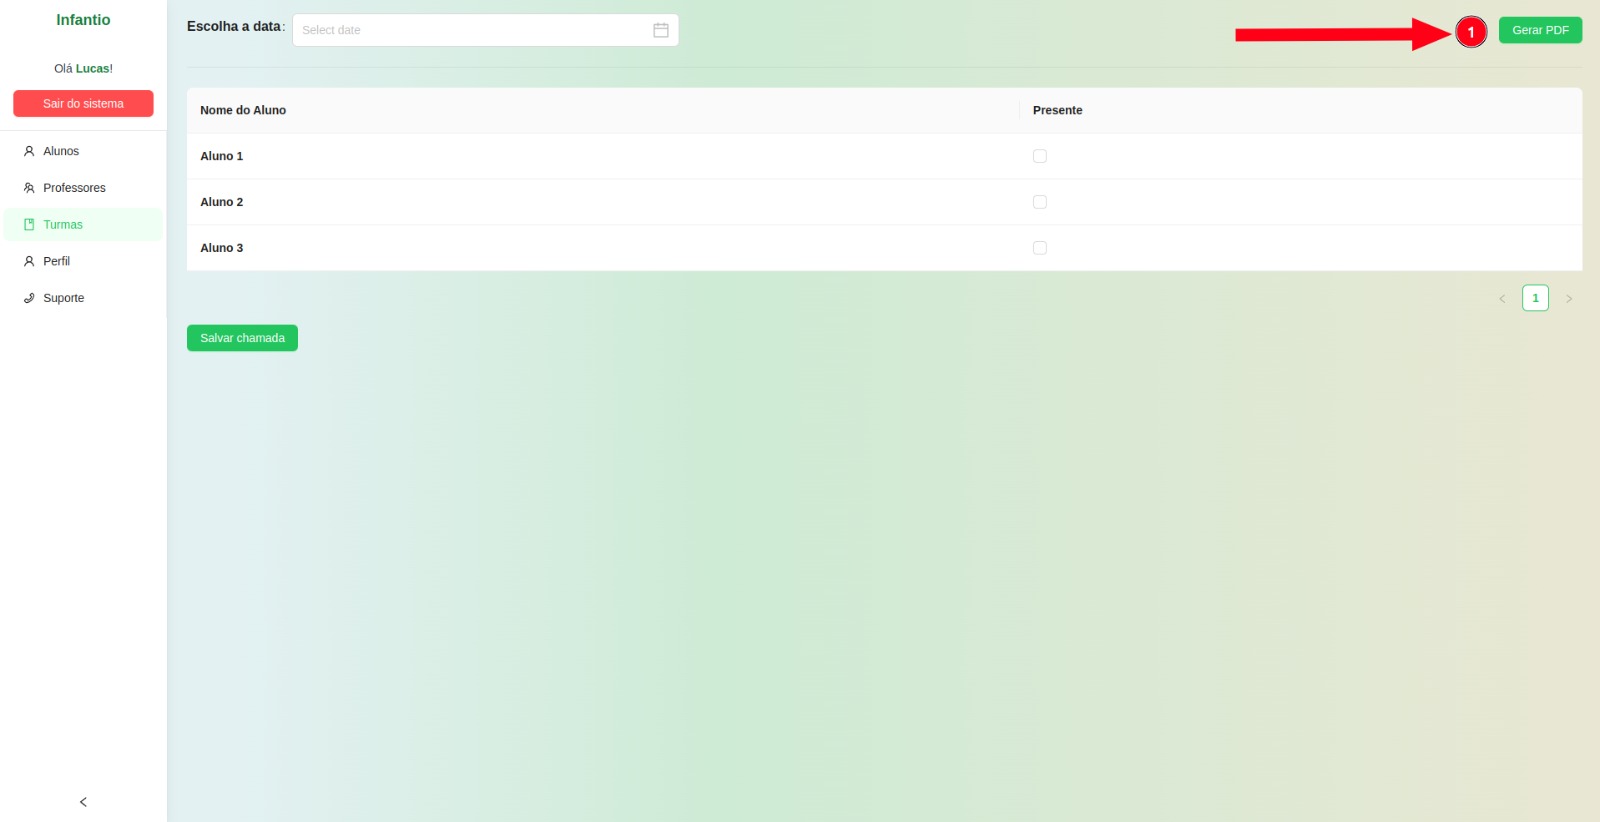 Infantio
Olá Lucas!
Sair do sistema
Alunos
Professores
Turmas
Perfil
Suporte
Escolha a data:
Select date
1
Gerar PDF
Nome do Aluno
Presente
Aluno 1
Aluno 2
Aluno 3
1
Salvar chamada